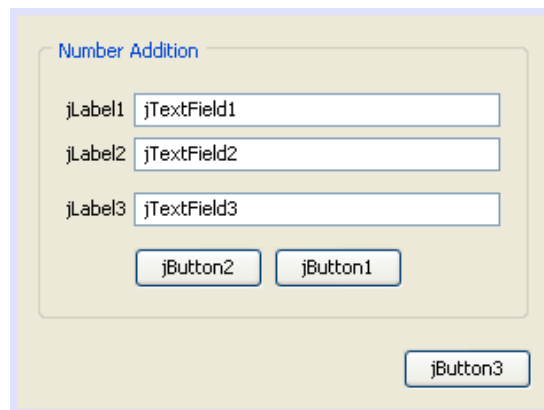 Number Addition
jLabel1 jTextField1
jLabel2 jTextField2
jLabel3 jTextField3
jButton2 jButton1
jButton3